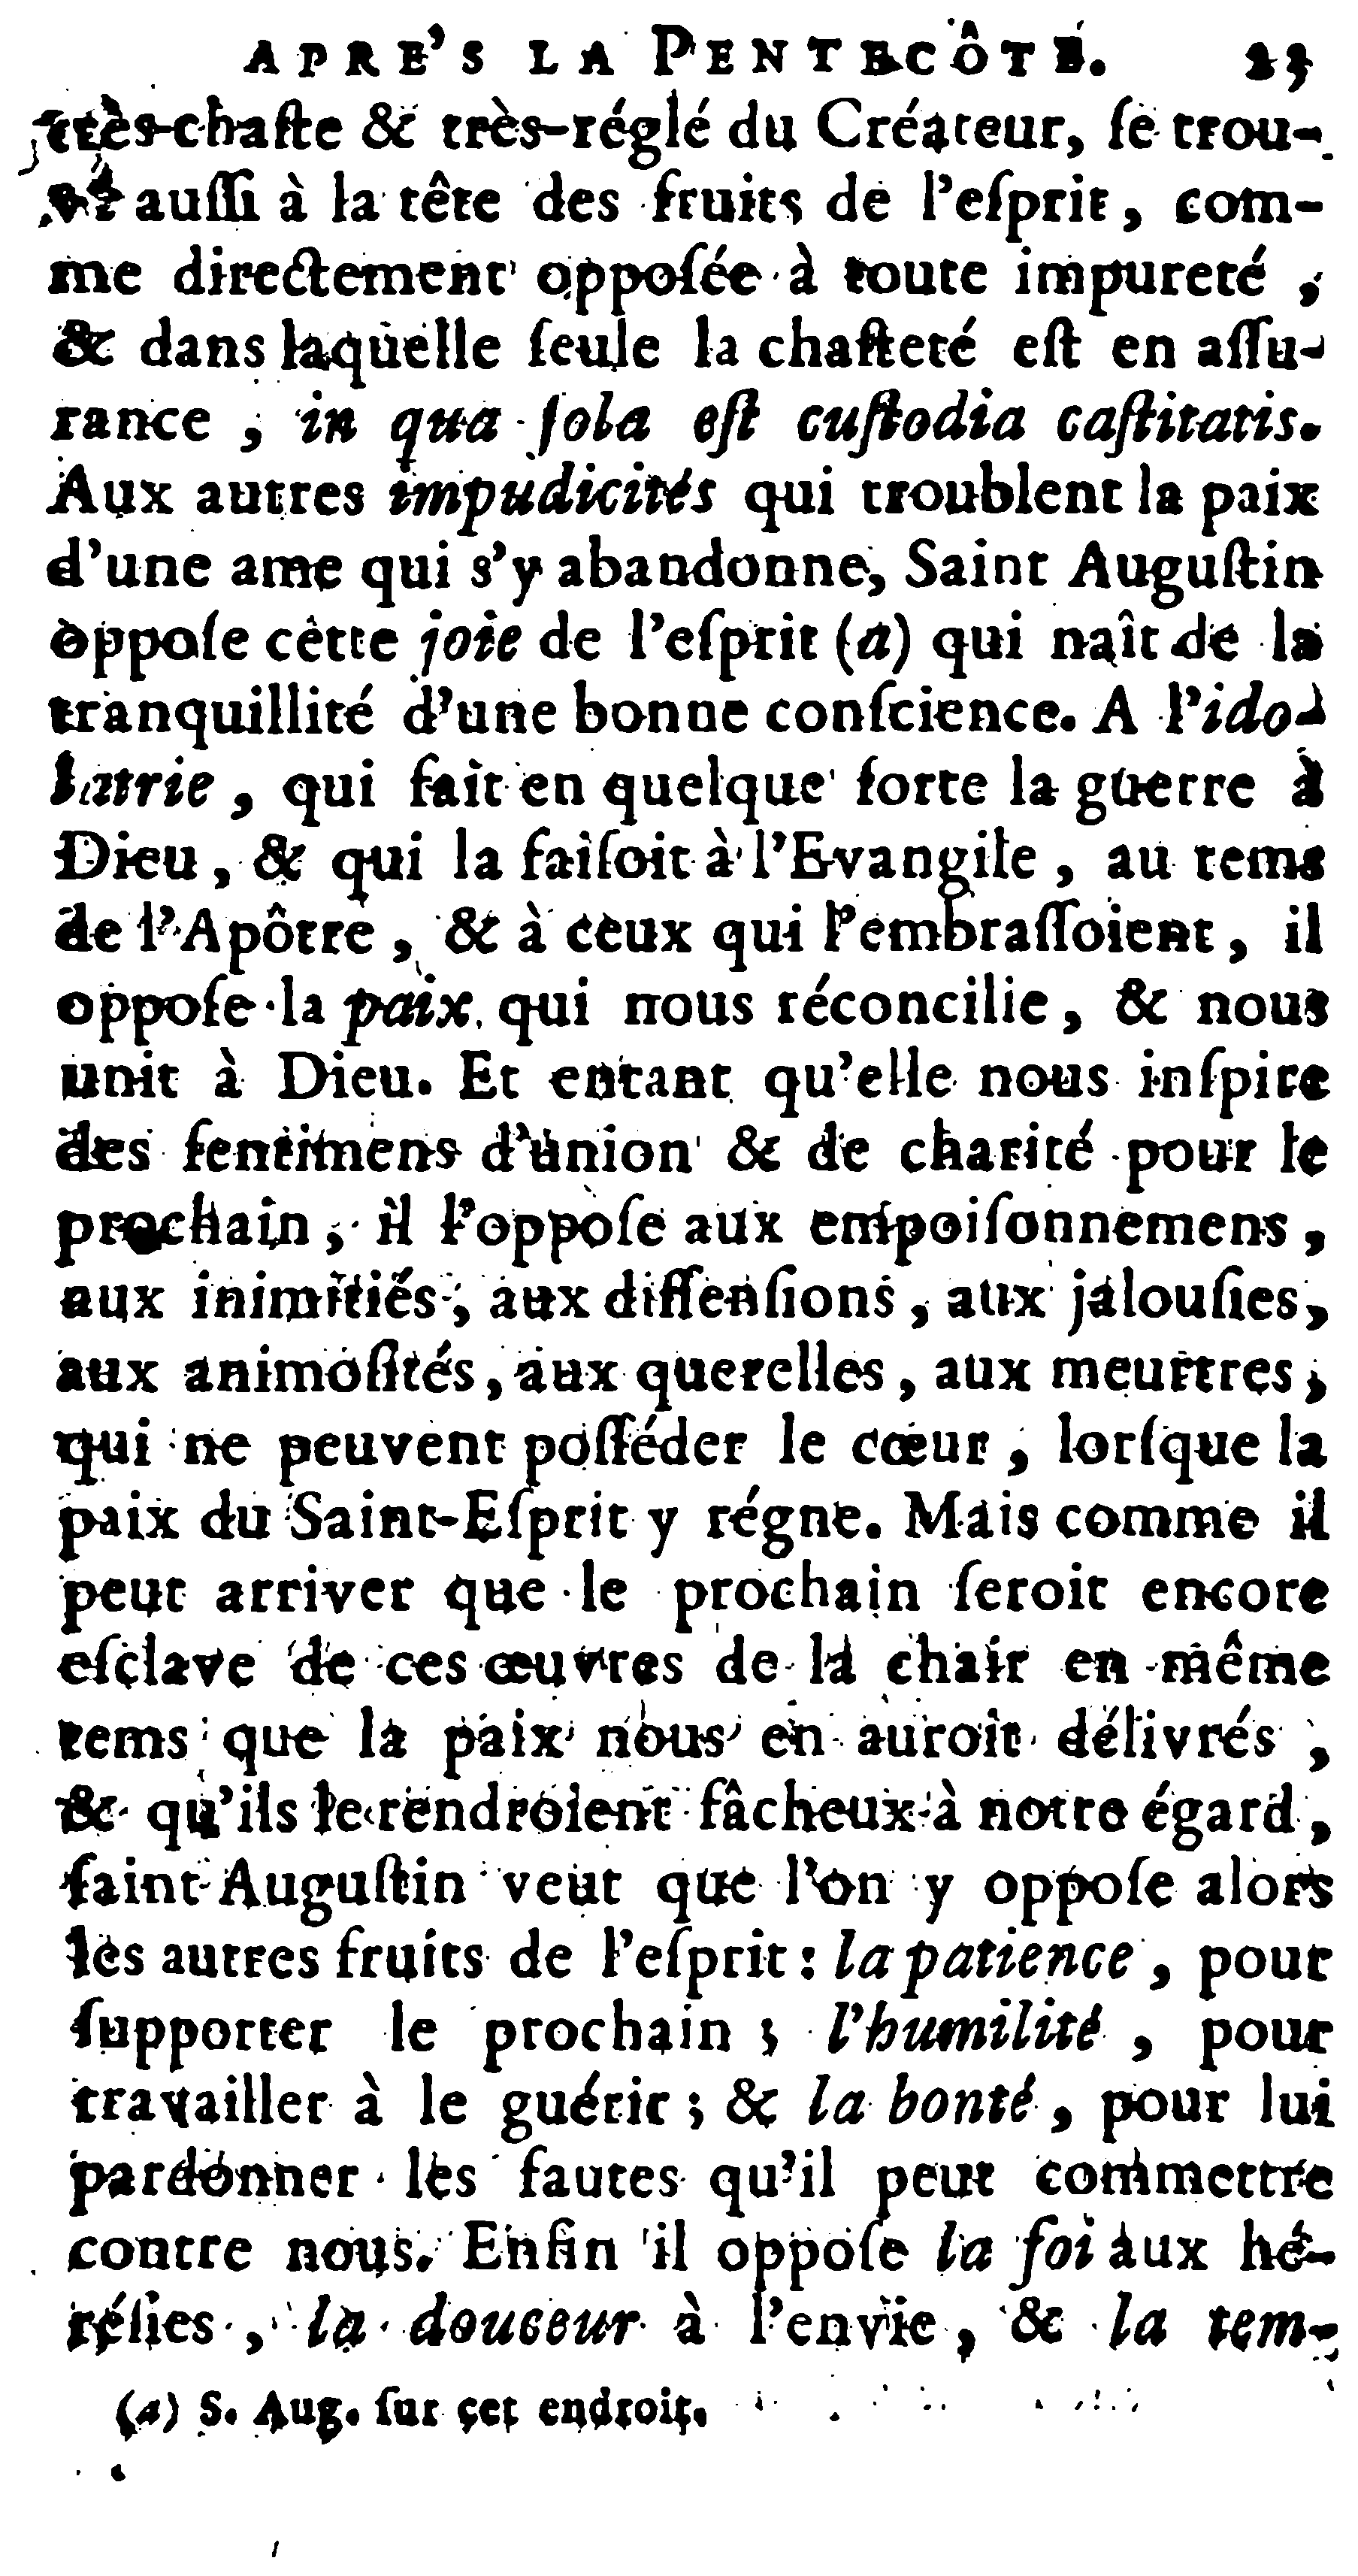 APRE'S LA PENTECÔTE. 23
très-chaſte & très-réglé du Créateur, ſe trou-
ve auſſi à la tête des fruits de l'eſprit, com-
me directement oppoſée à toute impureté,
& dans laquelle ſeule la chaſteté eſt en aſſu-
rance, in qua ſola eſt cuſtodia caſtitatis.
Aux autres impudicités qui troublent la paix
d'une ame qui s'y abandonne, Saint Auguſtin
oppoſe cette joie de l'eſprit (a) qui naît de la
tranquillité d'une bonne conſcience. A l'ido-
latrie, qui fait en quelque ſorte la guerre à
Dieu, & qui la faiſoit à l'Evangile, au tems
de l'Apôtre, & à ceux qui l'embraſſoient, il
oppoſe la paix qui nous réconcilie, & nous
unit à Dieu. Et entant qu'elle nous inſpire
des ſentimens d'union & de charité pour le
prochain, il l'oppoſe aux empoiſonnemens,
aux inimitiés, aux diſſenſions, aux jalouſies,
aux animoſités, aux querelles, aux meurtres,
qui ne peuvent poſſéder le cœur, lorſque la
paix du Saint-Eſprit y régne. Mais comme il
peut arriver que le prochain ſeroit encore
eſclave de ces œuvres de la chair en même
tems que la paix nous en auroit délivrés,
& qu'ils le rendroient fâcheux à notre égard,
ſaint Auguſtin veut que l'on y oppoſe alors
les autres fruits de l'eſprit: la patience, pour
ſupporter le prochain; l'humilité, pour
travailler à le guérir; & la bonté, pour lui
pardonner les fautes qu'il peut commettre
contre nous. Enfin il oppoſe la foi aux hé-
réſies, la douceur à l'envie, & la tem-
(a) S. Aug. ſur cet endroit.